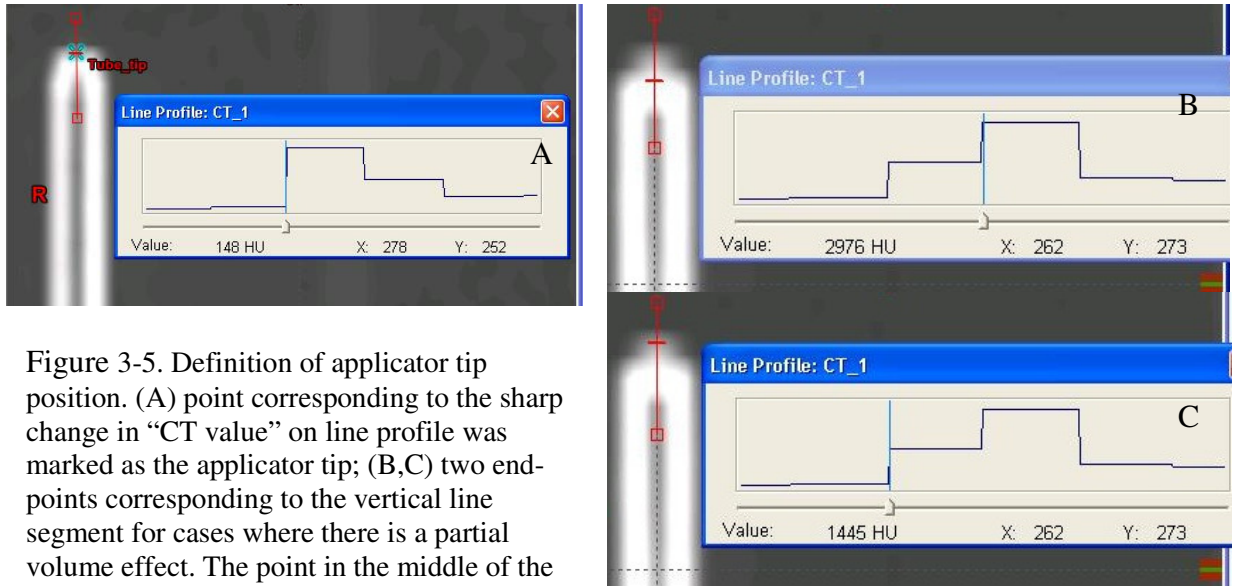 Tube_tip
Line Profile: CT_1
A
R
Value: 148 HU X: 278 Y: 252
Line Profile: CT_1
B
Value: 2976 HU X: 262 Y: 273
Line Profile: CT_1
C
Value: 1445 HU X: 262 Y: 273
Figure 3-5. Definition of applicator tip
position. (A) point corresponding to the sharp
change in “CT value” on line profile was
marked as the applicator tip; (B,C) two end-
points corresponding to the vertical line
segment for cases where there is a partial
volume effect. The point in the middle of the